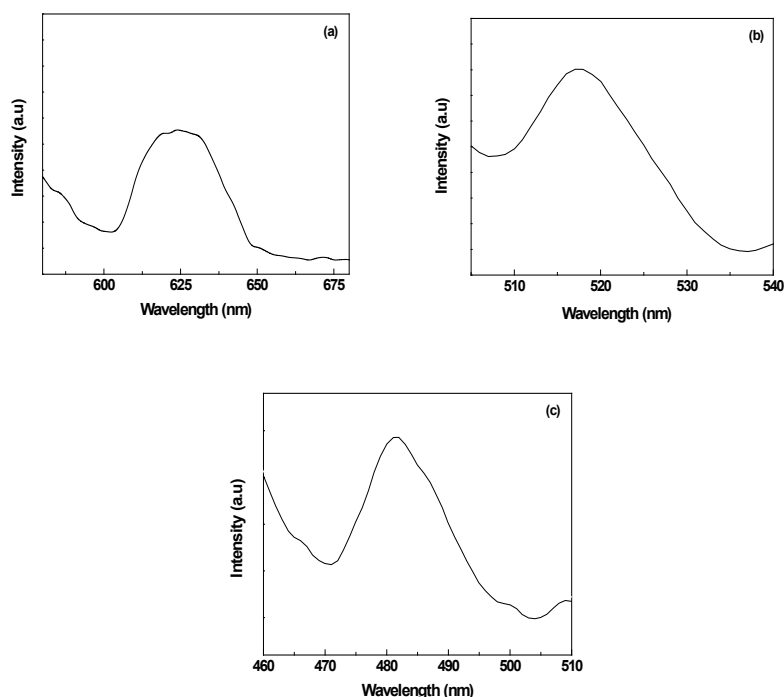 (a)
Intensity (a.u)
600 625 650 675
Wavelength (nm)
(b)
Intensity (a.u)
510 520 530 540
Wavelength (nm)
(c)
Intensity (a.u)
460 470 480 490 500 510
Wavelength (nm)